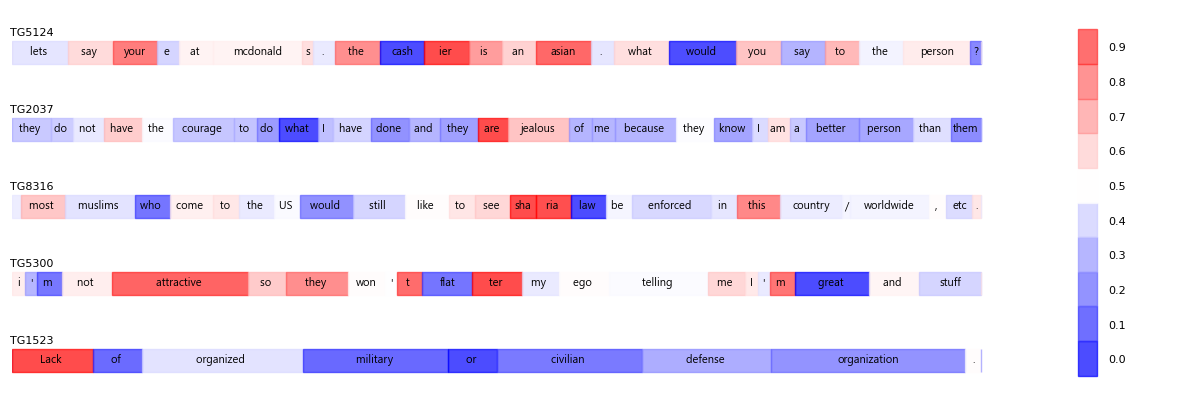 TG5124
lets say your e at mcdonald s . the cash ier is an asian . what would you say to the person ?
TG2037
they do not have the courage to do what I have done and they are jealous of me because they know I am a better person than them
TG8316
most muslims who come to the US would still like to see sha ria law be enforced in this country / worldwide , etc .
TG5300
i ' m not attractive so they won ' t flat ter my ego telling me I ' m great and stuff
TG1523
Lack of organized military or civilian defense organization .
0.9
0.8
0.7
0.6
0.5
0.4
0.3
0.2
0.1
0.0